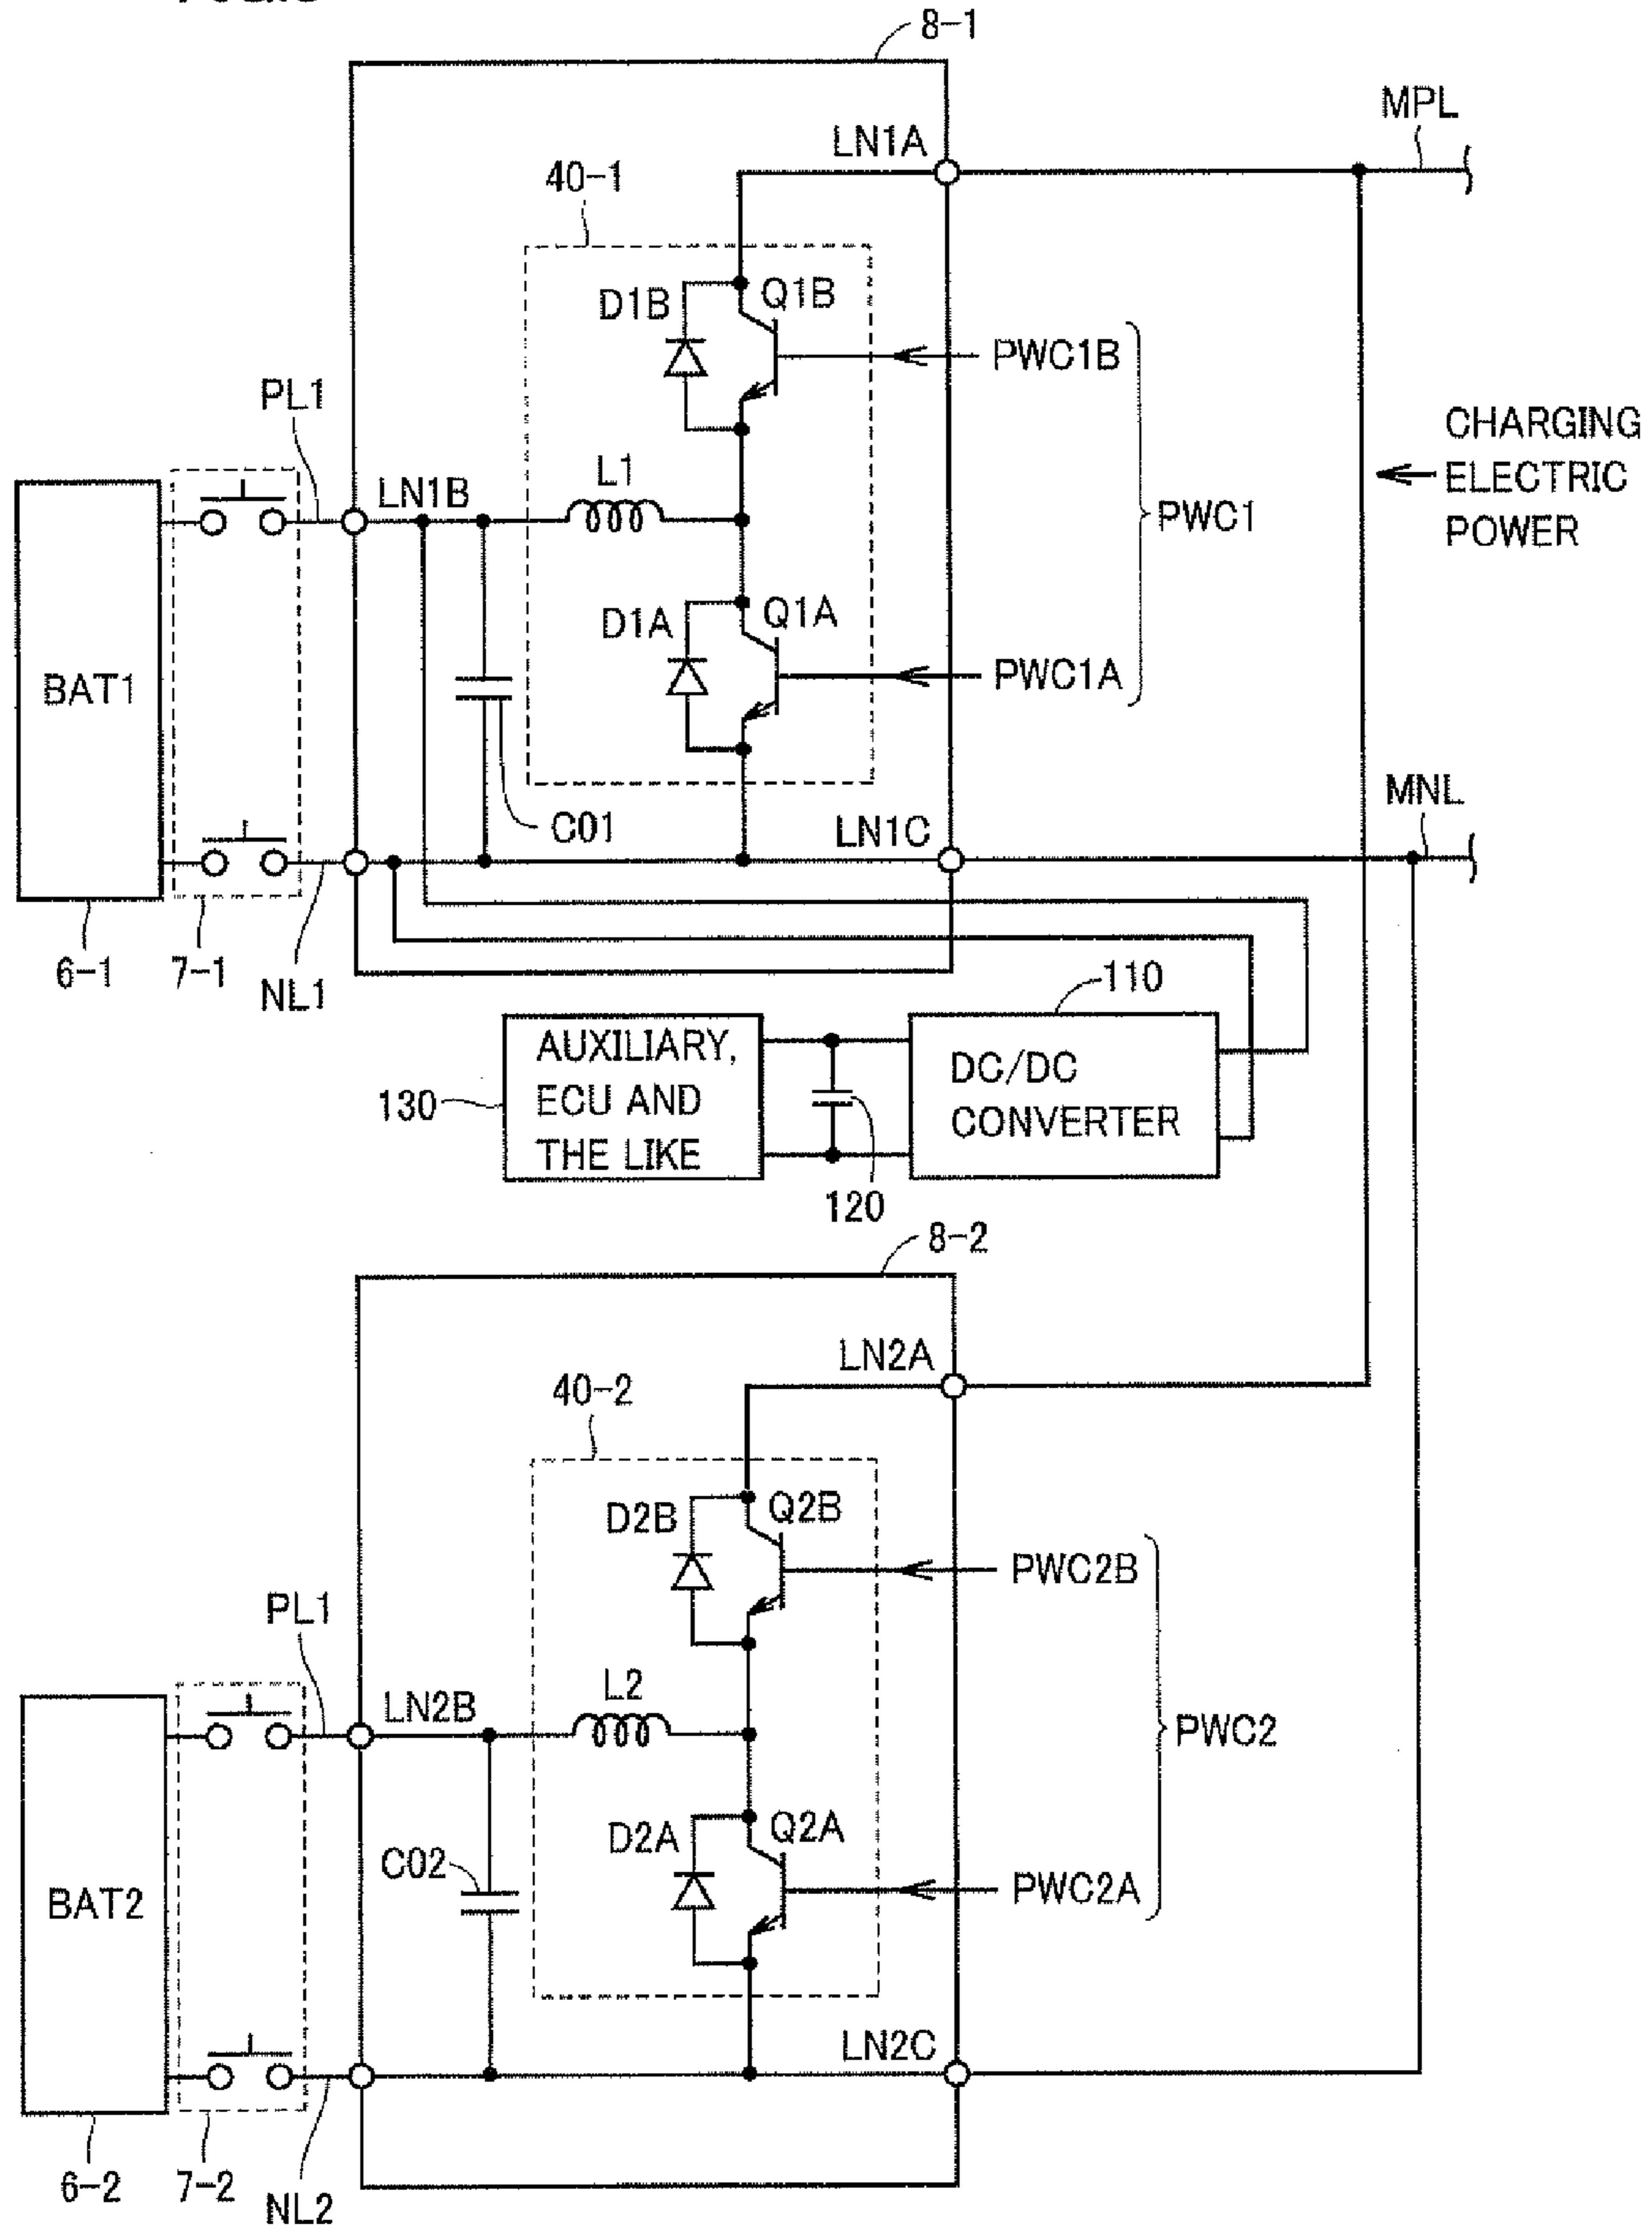 8-1
MPL
LN1A
40-1
D1B
Q1B
PWC1B
PL1
CHARGING
ELECTRIC
POWER
LN1B
L1
PWC1
D1A
Q1A
BAT1
PWC1A
MNL
C01
LN1C
6-1
7-1
NL1
110
AUXILIARY,
ECU AND
THE LIKE
DC/DC
CONVERTER
130
120
8-2
LN2A
40-2
D2B
Q2B
PWC2B
PL1
L2
LN2B
PWC2
D2A
Q2A
C02
BAT2
PWC2A
LN2C
6-2
7-2
NL2